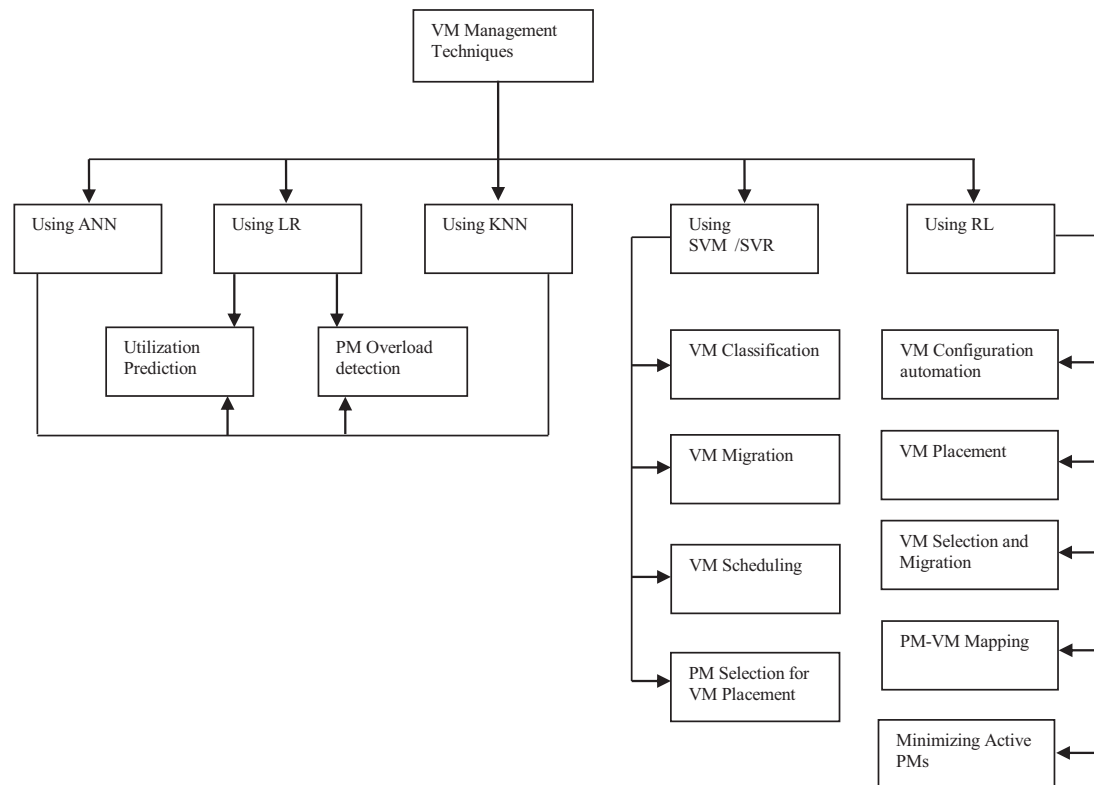 VM Management
Techniques
Using ANN
Using LR
Using KNN
Using
SVM /SVR
Using RL
Utilization
Prediction
PM Overload
detection
VM Classification
VM Configuration
automation
VM Migration
VM Placement
VM Selection and
Migration
VM Scheduling
PM-VM Mapping
PM Selection for
VM Placement
Minimizing Active
PMs